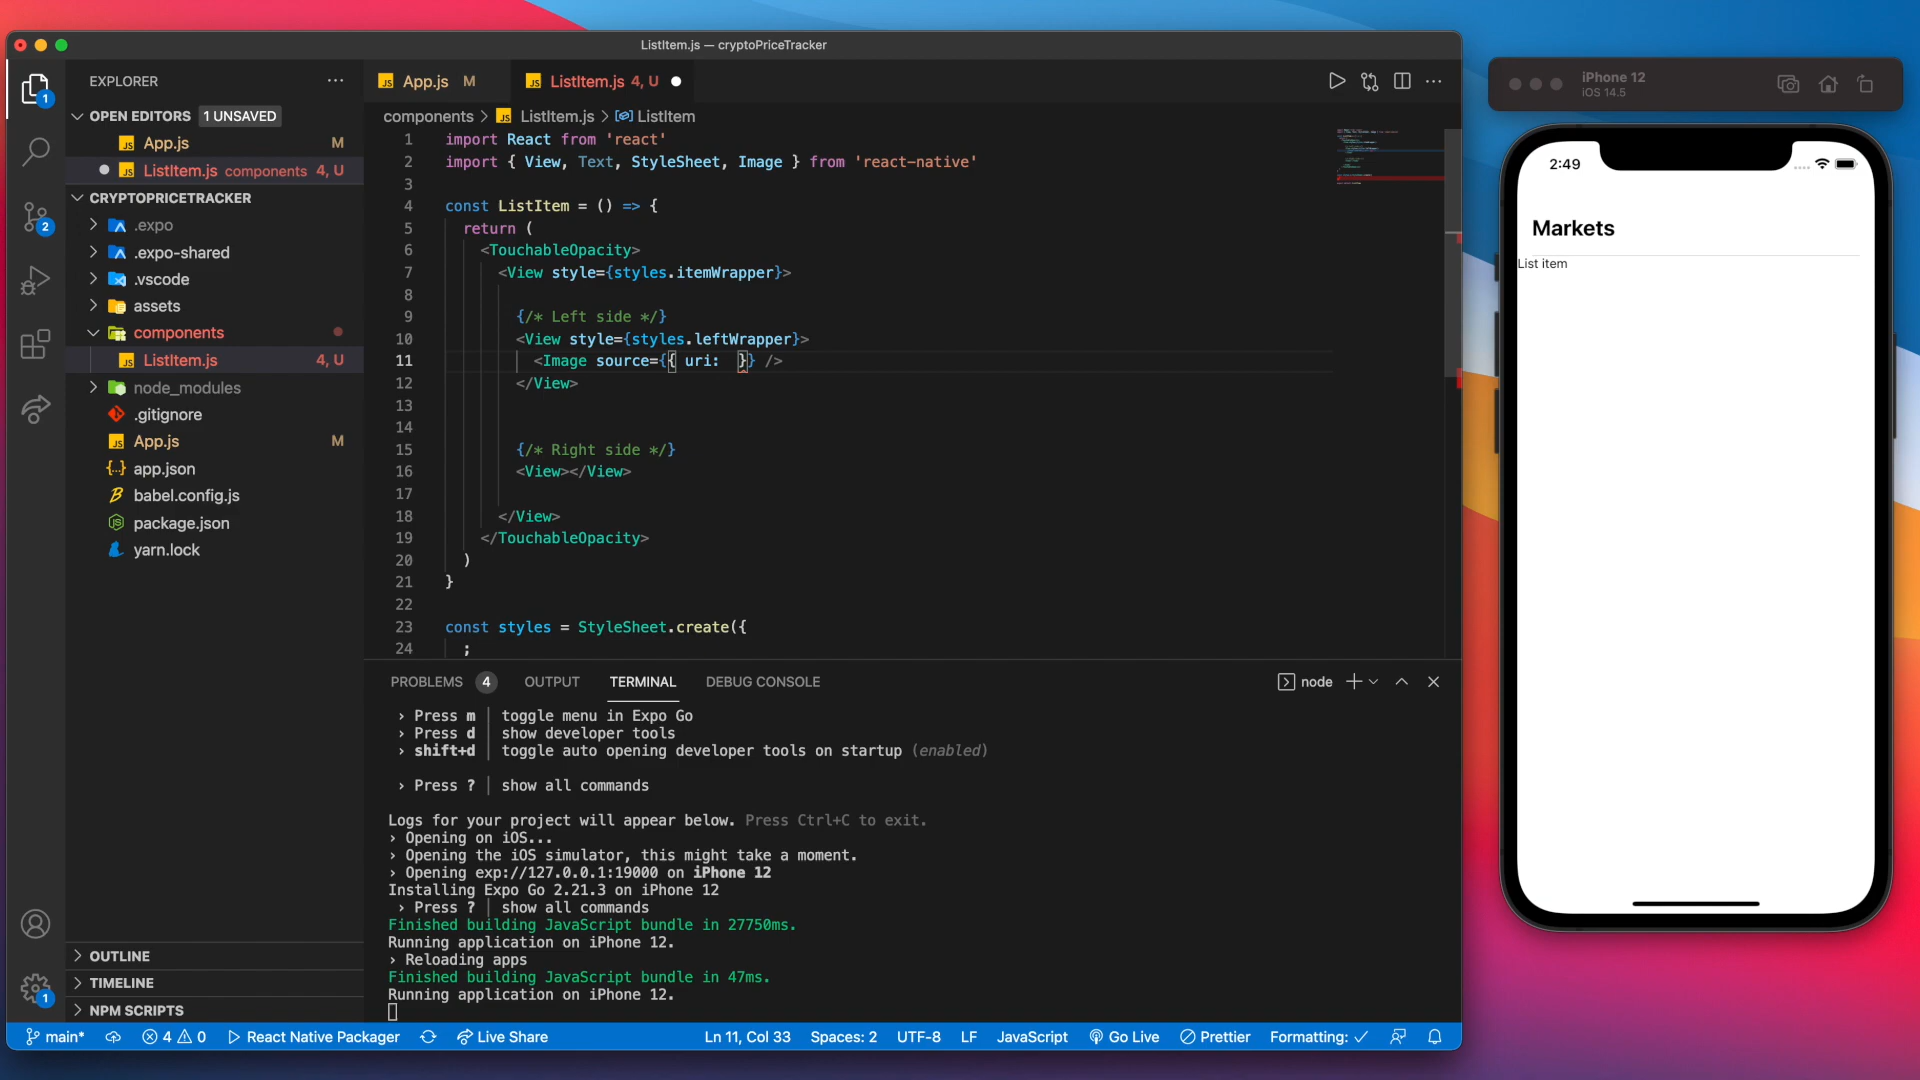 ListItem.js — cryptoPriceTracker
EXPLORER
OPEN EDITORS 1 UNSAVED
App.js M
ListItem.js components 4, U
CRYPTOPRICETRACKER
.expo
.expo-shared
.vscode
assets
components
ListItem.js 4, U
node_modules
.gitignore
App.js M
app.json
babel.config.js
package.json
yarn.lock
OUTLINE
TIMELINE
NPM SCRIPTS
1
2
1
App.js M
ListItem.js 4, U
components > ListItem.js > ListItem
1 import React from 'react'
2 import { View, Text, StyleSheet, Image } from 'react-native'
3
4 const ListItem = () => {
5 return (
6 <TouchableOpacity>
7 <View style={styles.itemWrapper}>
8
9 {/* Left side */}
10 <View style={styles.leftWrapper}>
11 <Image source={{ uri:  }} />
12 </View>
13
14
15 {/* Right side */}
16 <View></View>
17
18 </View>
19 </TouchableOpacity>
20 )
21 }
22
23 const styles = StyleSheet.create({
24 ;
PROBLEMS 4 OUTPUT TERMINAL DEBUG CONSOLE
node
› Press m │ toggle menu in Expo Go
› Press d │ show developer tools
› shift+d │ toggle auto opening developer tools on startup (enabled)
› Press ? │ show all commands
Logs for your project will appear below. Press Ctrl+C to exit.
› Opening on iOS...
› Opening the iOS simulator, this might take a moment.
› Opening exp://127.0.0.1:19000 on iPhone 12
Installing Expo Go 2.21.3 on iPhone 12
› Press ? │ show all commands
Finished building JavaScript bundle in 27750ms.
Running application on iPhone 12.
› Reloading apps
Finished building JavaScript bundle in 47ms.
Running application on iPhone 12.
main* 4 0 React Native Packager Live Share Ln 11, Col 33 Spaces: 2 UTF-8 LF JavaScript Go Live Prettier Formatting: ✓
iPhone 12
iOS 14.5
2:49
Markets
List item